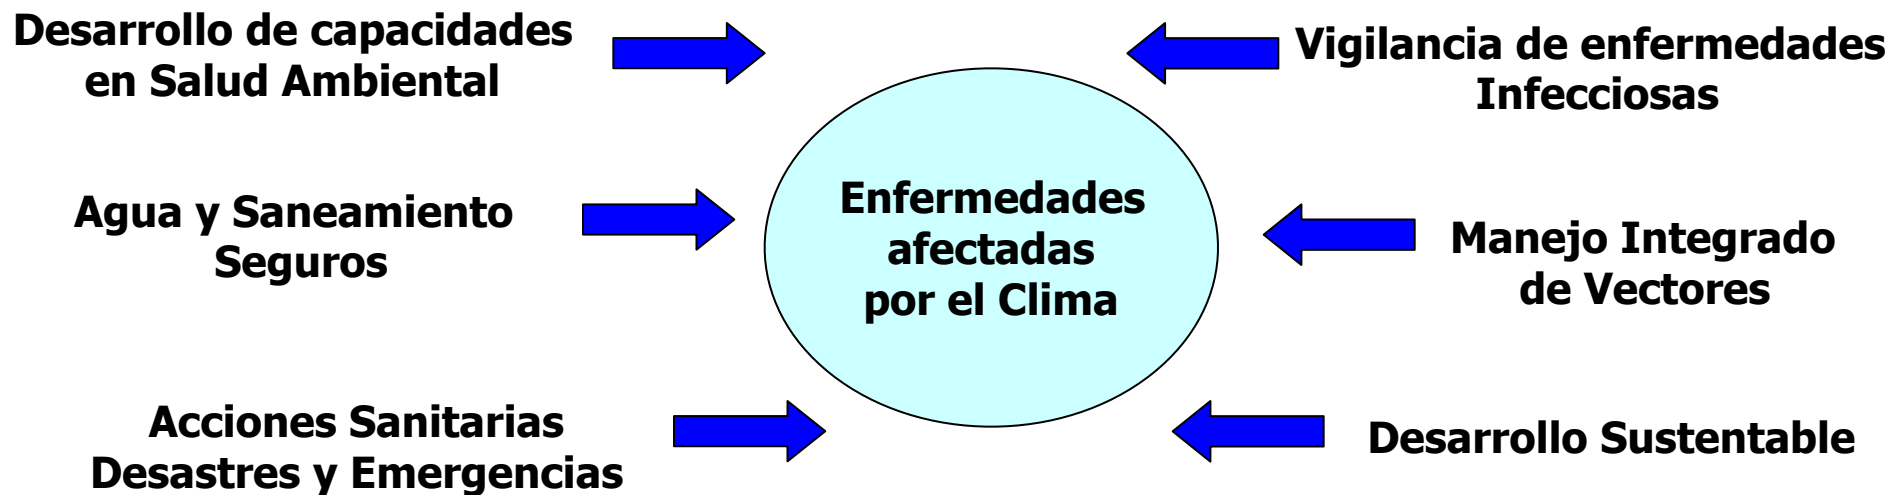 Desarrollo de capacidades
en Salud Ambiental
Vigilancia de enfermedades
Infecciosas
Agua y Saneamiento
Seguros
Enfermedades
afectadas
por el Clima
Manejo Integrado
de Vectores
Acciones Sanitarias
Desastres y Emergencias
Desarrollo Sustentable